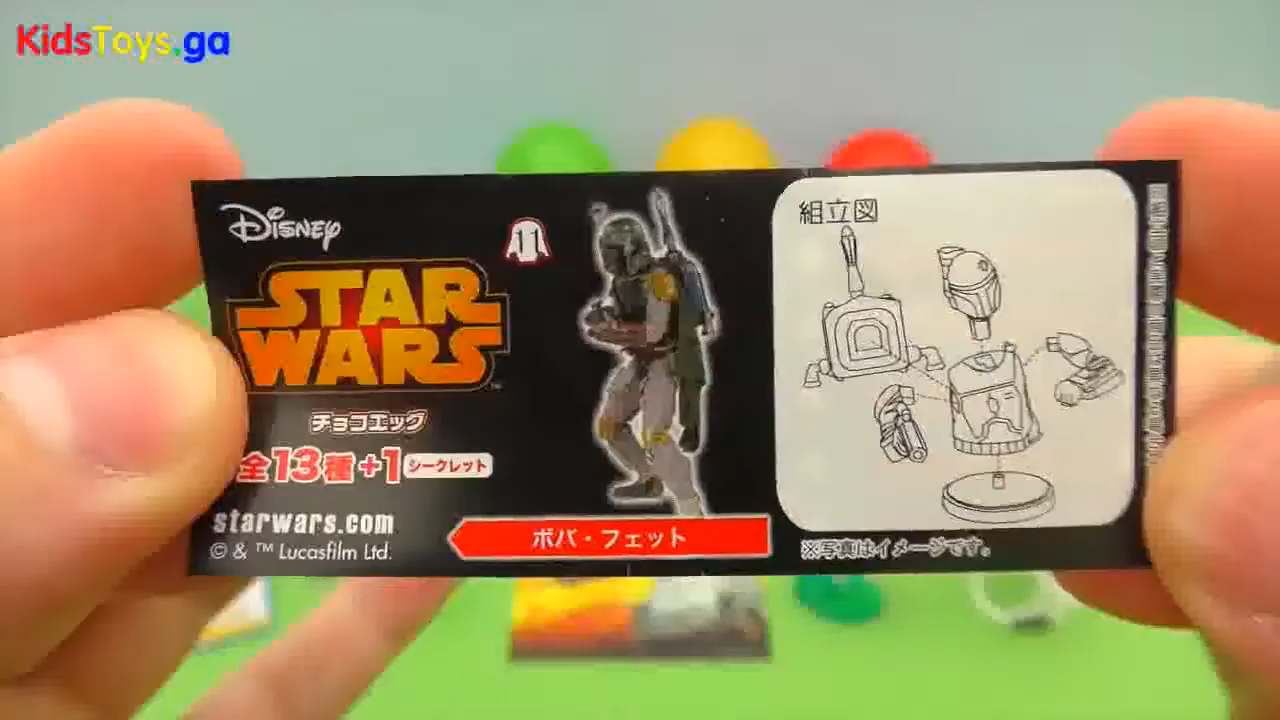 KidsToys.ga
Disney
STAR
WARS™
チョコエッグ
全13種+1シークレット
starwars.com
© & ™ Lucasfilm Ltd.
11
ボバ・フェット
組立図
※写真はイメージです。